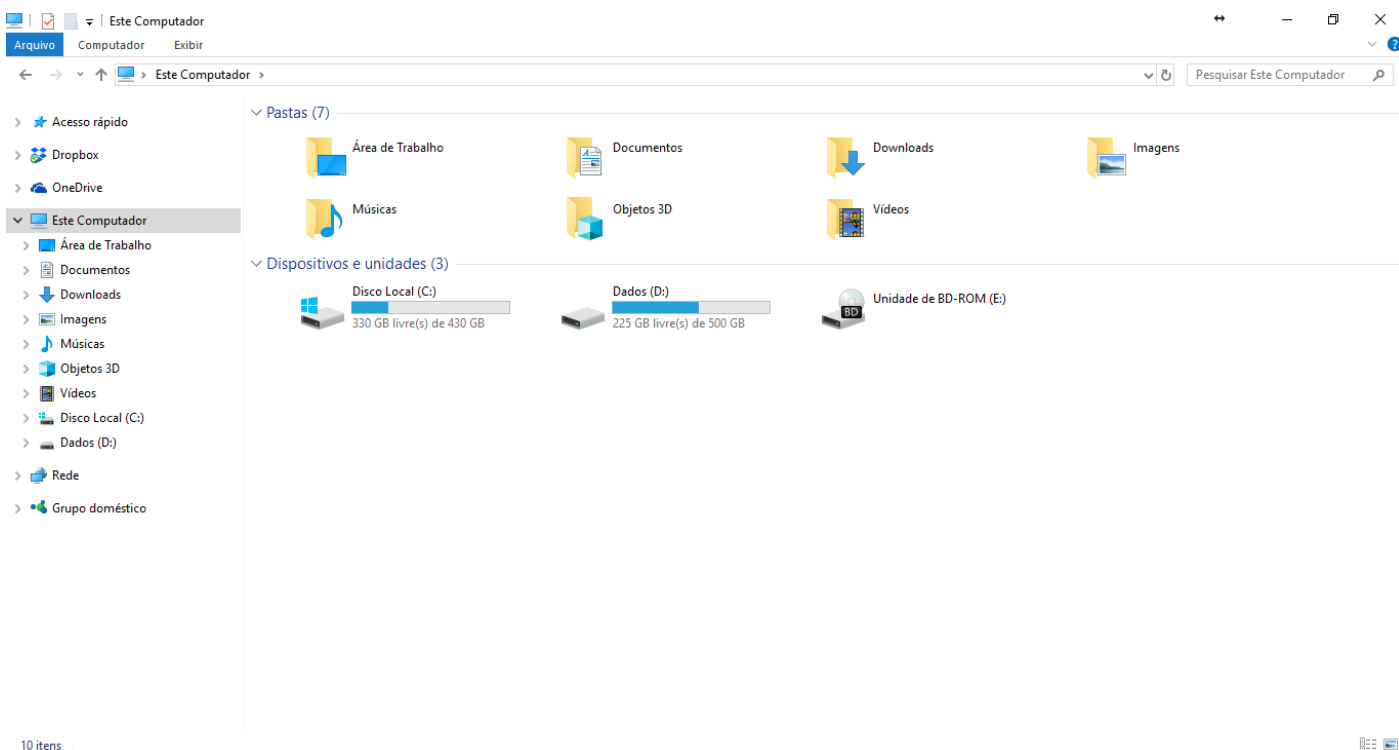 Este Computador
Arquivo Computador Exibir
Este Computador
Pesquisar Este Computador
Acesso rápido
Dropbox
OneDrive
Este Computador
Área de Trabalho
Documentos
Downloads
Imagens
Músicas
Objetos 3D
Vídeos
Disco Local (C:)
Dados (D:)
Rede
Grupo doméstico
Pastas (7)
Área de Trabalho
Documentos
Downloads
Imagens
Músicas
Objetos 3D
Vídeos
Dispositivos e unidades (3)
Disco Local (C:)
330 GB livre(s) de 430 GB
Dados (D:)
225 GB livre(s) de 500 GB
BD
Unidade de BD-ROM (E:)
10 itens